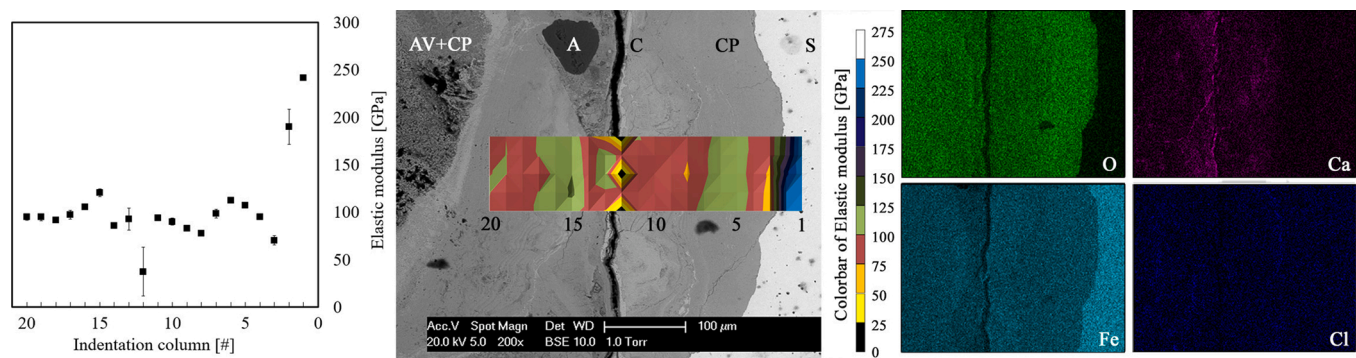 300
250
200
150
100
50
0
Elastic modulus [GPa]
20 15 10 5 0
Indentation column [#]
AV+CP A C CP S
20 15 10 5 1
Acc.V Spot Magn Det WD 100 μm
20.0 kV 5.0 200x BSE 10.0 1.0 Torr
Colorbar of Elastic modulus [GPa]
275
250
225
200
175
150
125
100
75
50
25
0
O
Ca
Fe
Cl